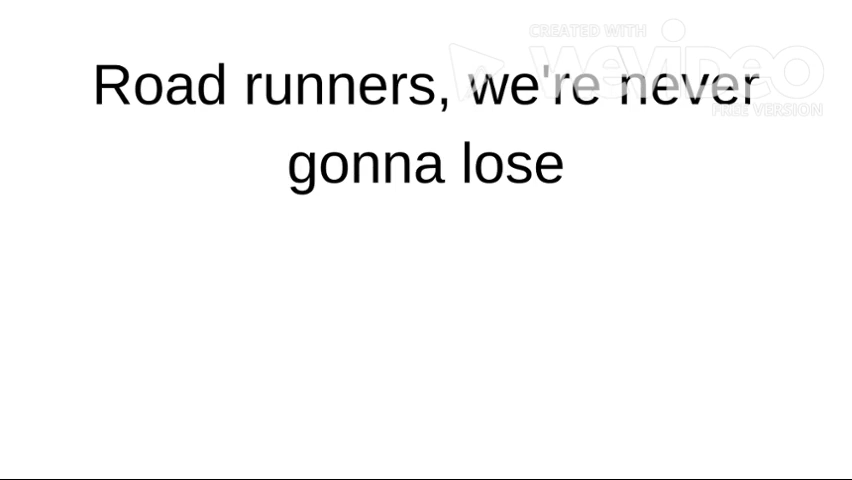 CREATED WITH
WeVideo
FREE VERSION
Road runners, we're never
gonna lose